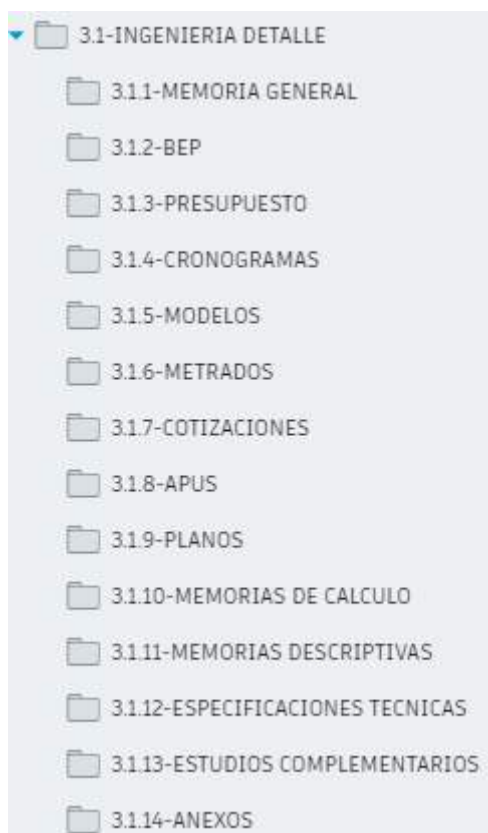 3.1-INGENIERIA DETALLE
3.1.1-MEMORIA GENERAL
3.1.2-BEP
3.1.3-PRESUPUESTO
3.1.4-CRONOGRAMAS
3.1.5-MODELOS
3.1.6-METRADOS
3.1.7-COTIZACIONES
3.1.8-APUS
3.1.9-PLANOS
3.1.10-MEMORIAS DE CALCULO
3.1.11-MEMORIAS DESCRIPTIVAS
3.1.12-ESPECIFICACIONES TECNICAS
3.1.13-ESTUDIOS COMPLEMENTARIOS
3.1.14-ANEXOS